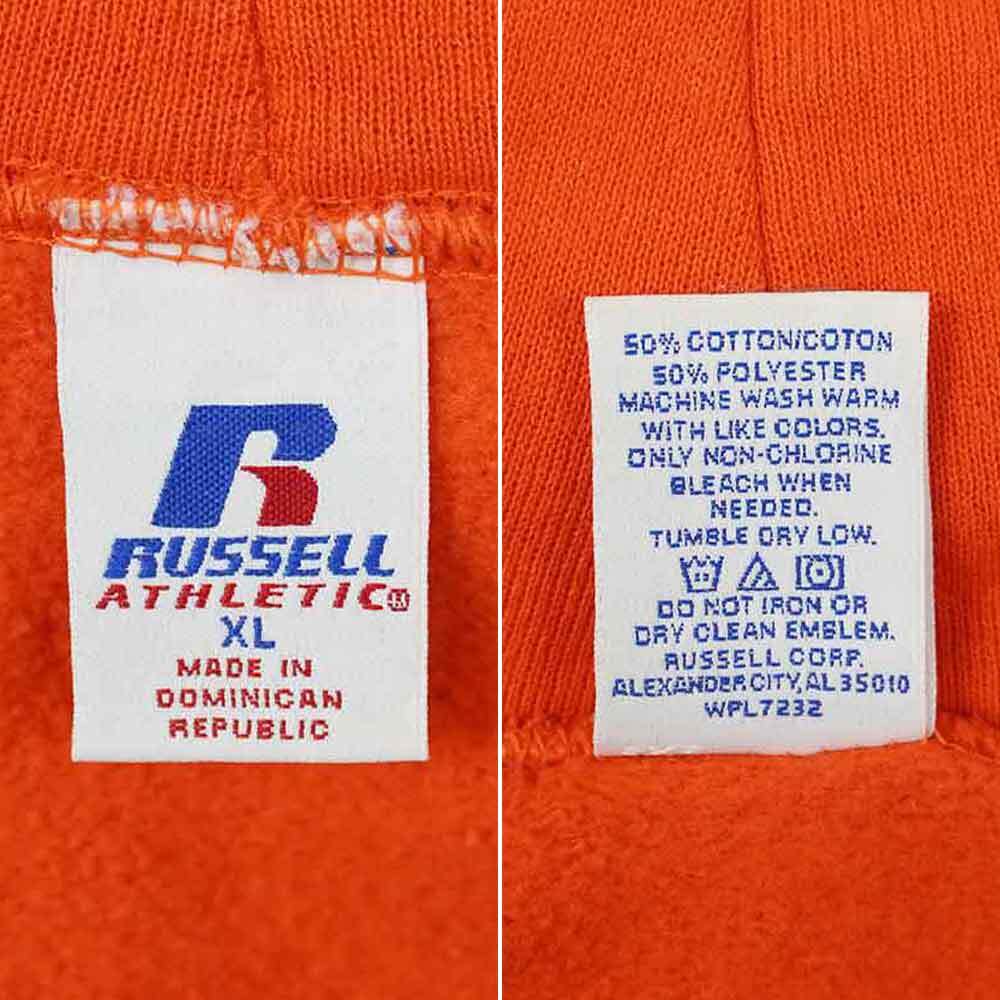 R
RUSSELL
ATHLETIC®
XL
MADE IN
DOMINICAN
REPUBLIC
50% COTTON/COTON
50% POLYESTER
MACHINE WASH WARM
WITH LIKE COLORS.
ONLY NON-CHLORINE
BLEACH WHEN
NEEDED.
TUMBLE DRY LOW.
DO NOT IRON OR
DRY CLEAN EMBLEM.
RUSSELL CORP.
ALEXANDER CITY, AL 35010
WPL7232